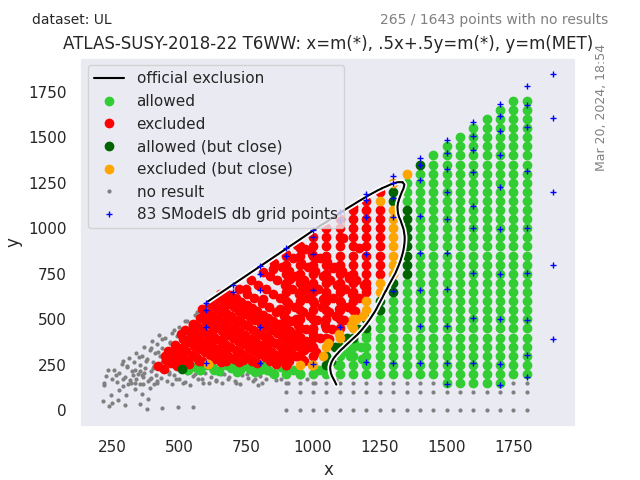 dataset: UL
265 / 1643 points with no results
ATLAS-SUSY-2018-22 T6WW: x=m(*), .5x+.5y=m(*), y=m(MET)
Mar 20, 2024, 18:54
official exclusion
allowed
excluded
allowed (but close)
excluded (but close)
no result
83 SModelS db grid points
y
1750
1500
1250
1000
750
500
250
0
250 500 750 1000 1250 1500 1750
x